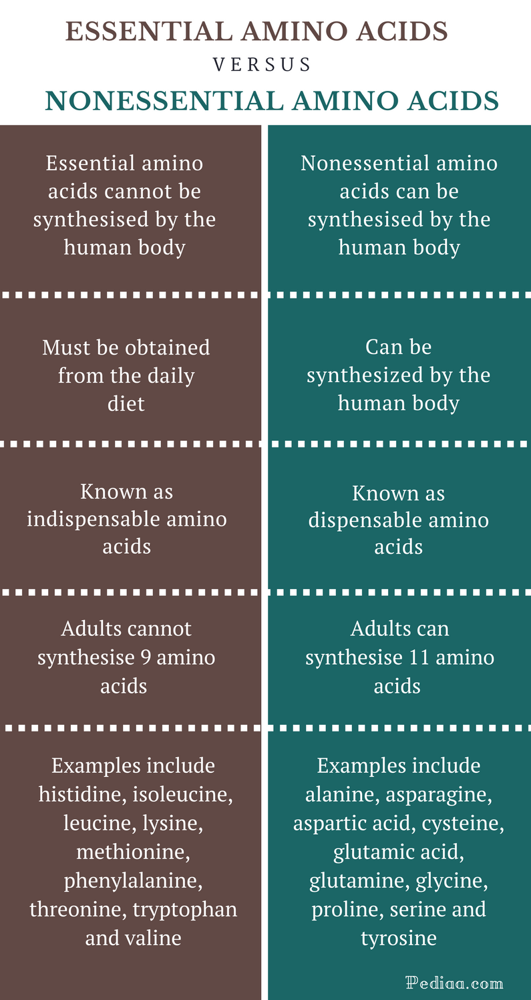 ESSENTIAL AMINO ACIDS
VERSUS
NONESSENTIAL AMINO ACIDS
Essential amino
acids cannot be
synthesised by the
human body
Nonessential amino
acids can be
synthesised by the
human body
Must be obtained
from the daily
diet
Can be
synthesized by the
human body
Known as
indispensable amino
acids
Known as
dispensable amino
acids
Adults cannot
synthesise 9 amino
acids
Adults can
synthesise 11 amino
acids
Examples include
histidine, isoleucine,
leucine, lysine,
methionine,
phenylalanine,
threonine, tryptophan
and valine
Examples include
alanine, asparagine,
aspartic acid, cysteine,
glutamic acid,
glutamine, glycine,
proline, serine and
tyrosine
Pediaa.com